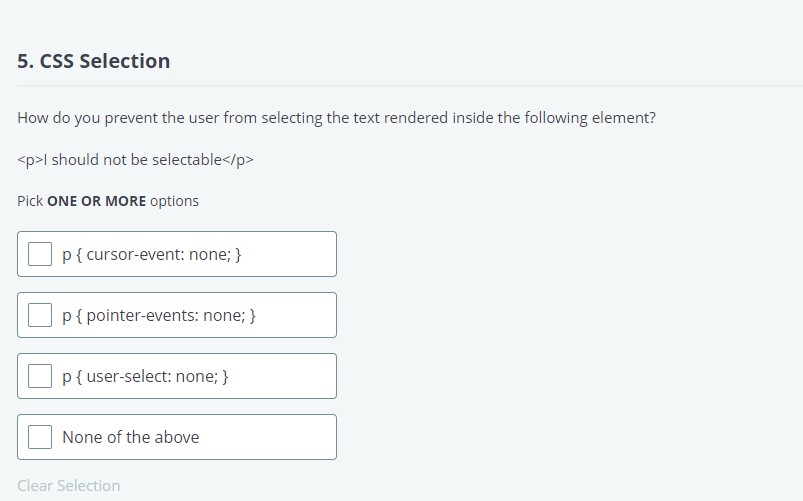 5. CSS Selection
How do you prevent the user from selecting the text rendered inside the following element?
<p>I should not be selectable</p>
Pick ONE OR MORE options
p { cursor-event: none; }
p { pointer-events: none; }
p { user-select: none; }
None of the above
Clear Selection